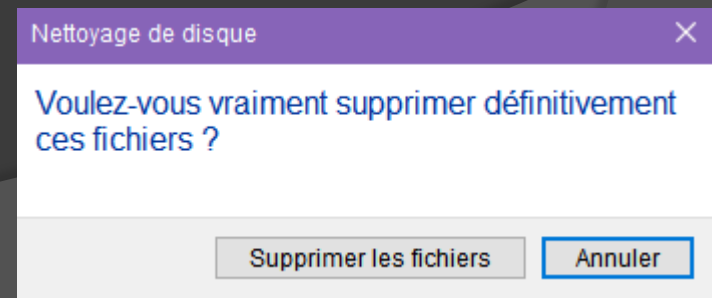 Nettoyage de disque
Voulez-vous vraiment supprimer définitivement
ces fichiers ?
Supprimer les fichiers
Annuler